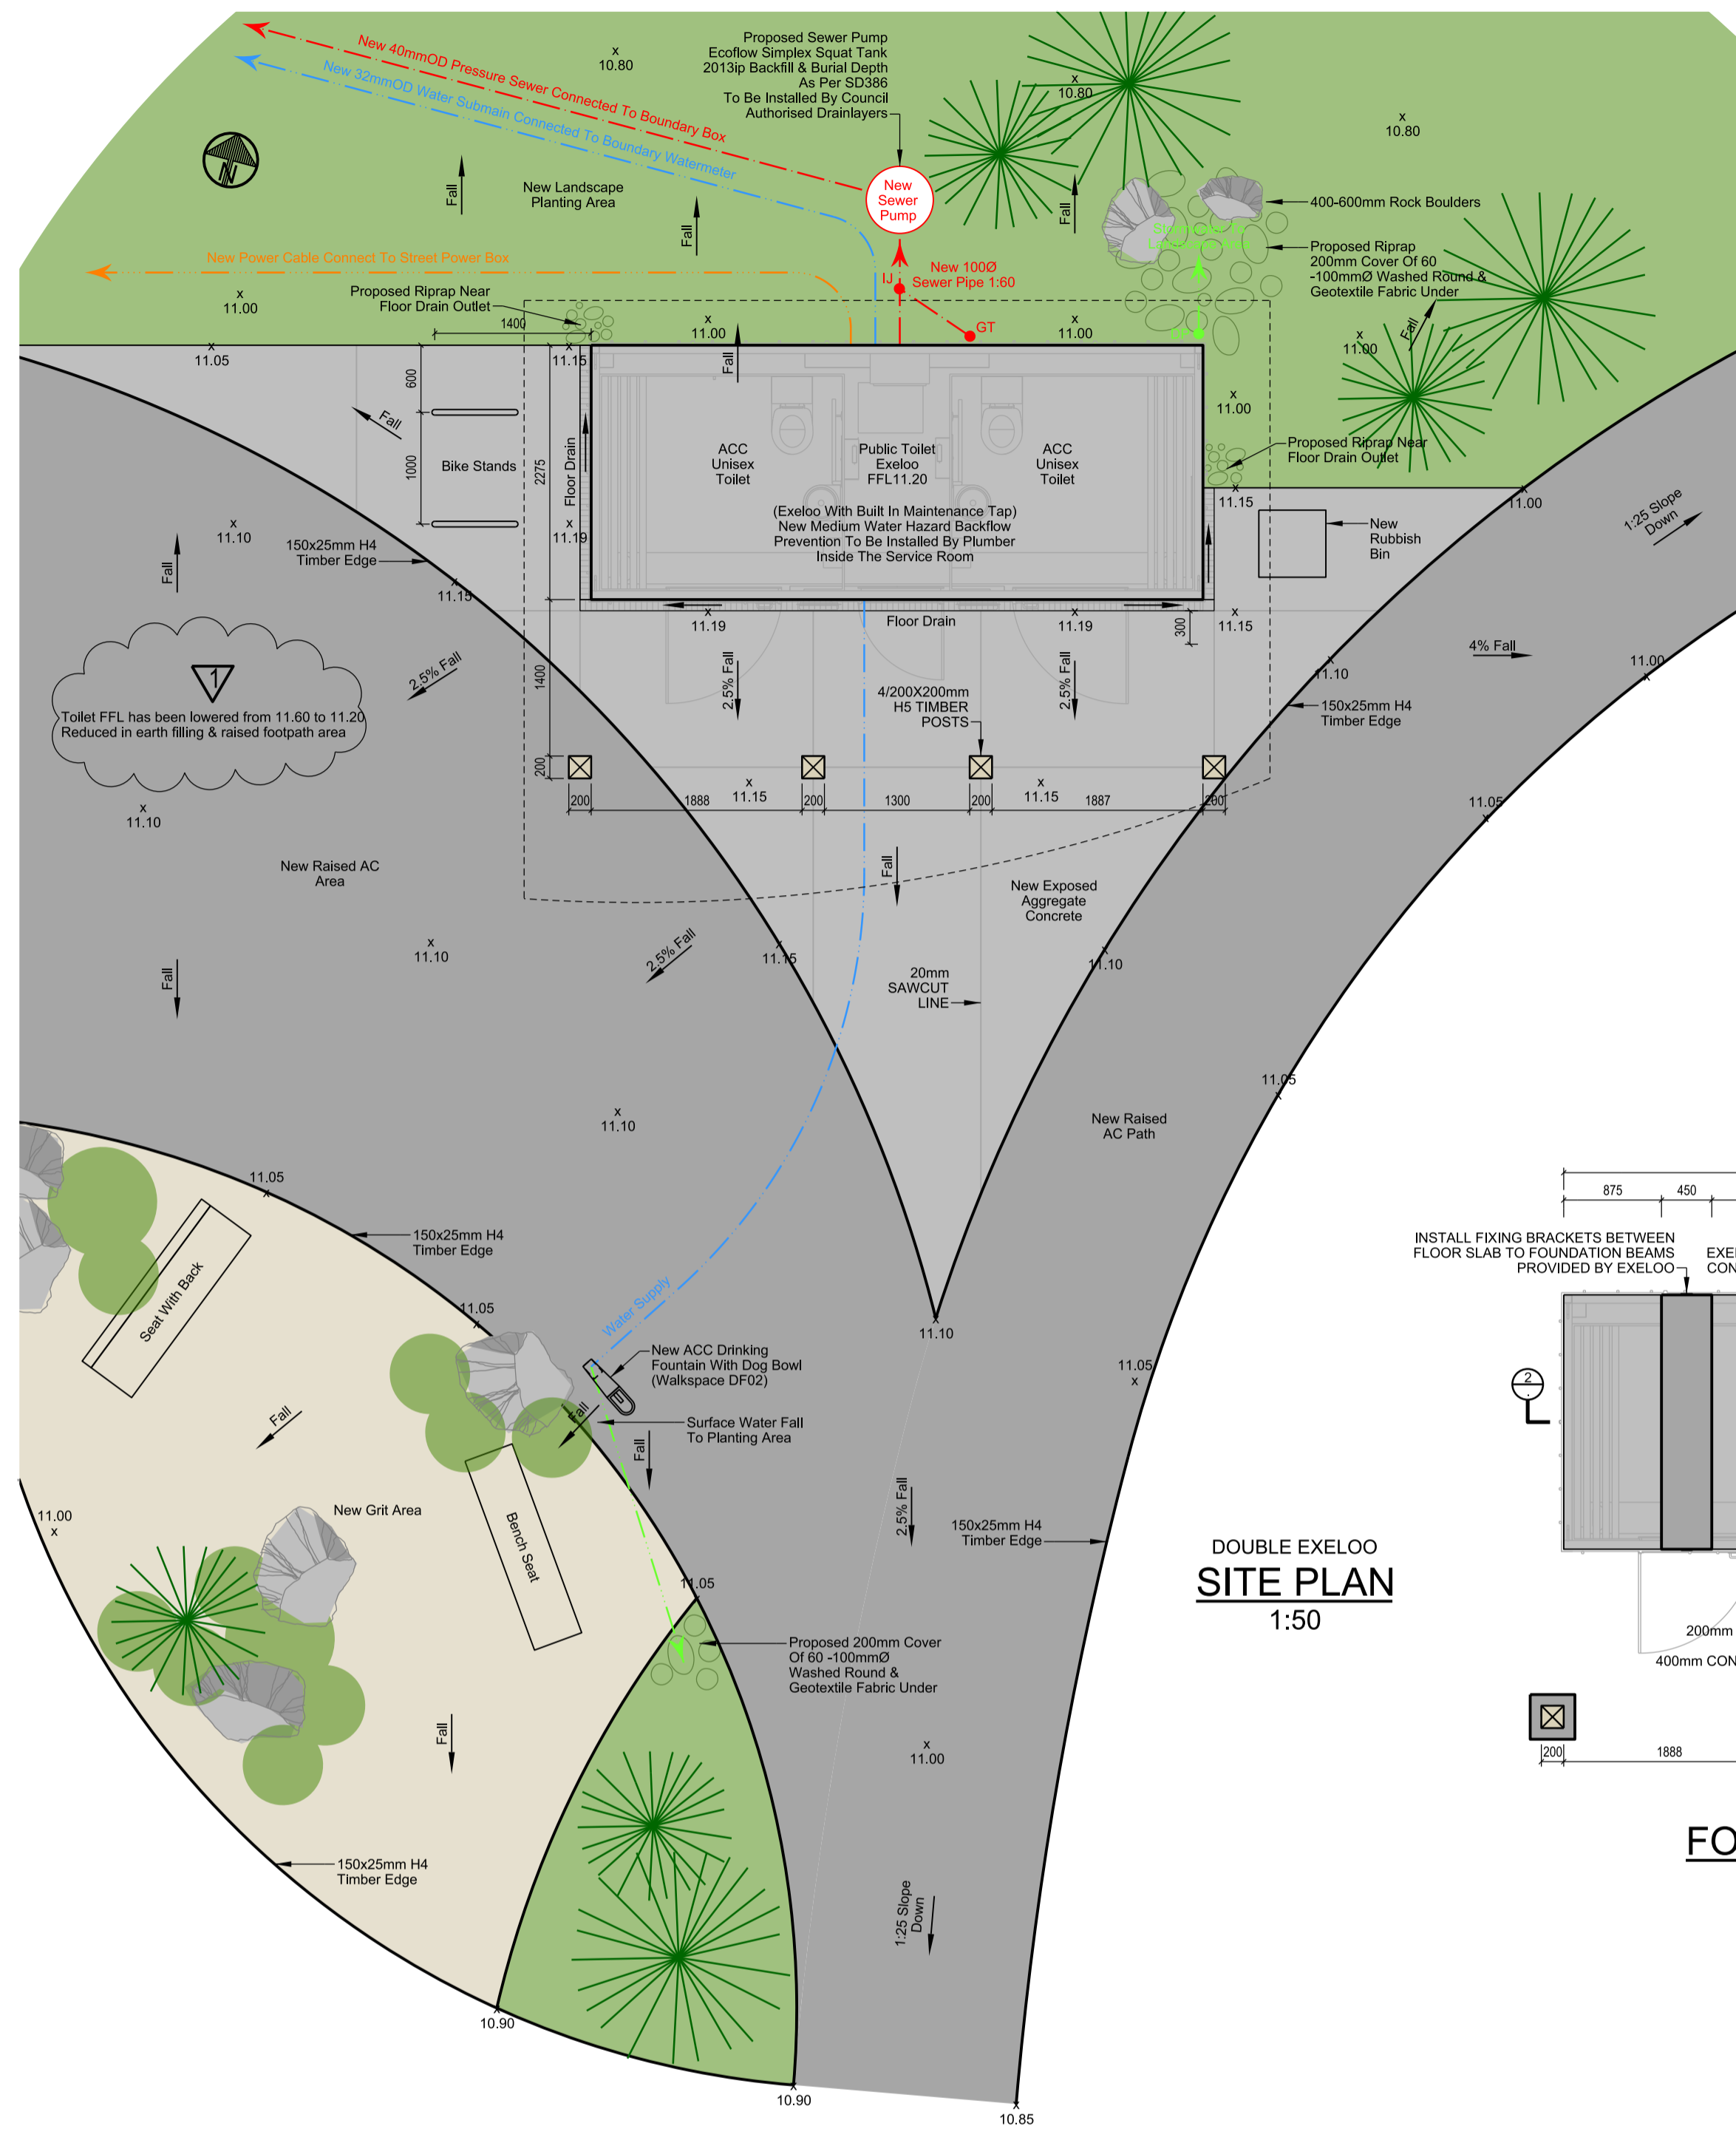 New 40mmOD Pressure Sewer Connected To Boundary Box
New 32mmOD Water Submain Connected To Boundary Watermeter
x
10.80
Proposed Sewer Pump
Ecoflow Simplex Squat Tank
2013ip Backfill & Burial Depth
As Per SD386
To Be Installed By Council
Authorised Drainlayers
x
10.80
x
10.80
N
Fall
New Landscape
Planting Area
Fall
New
Sewer
Pump
Fall
400-600mm Rock Boulders
Stormwater To
Landscape Area
Proposed Riprap
200mm Cover Of 60
-100mmØ Washed Round &
Geotextile Fabric Under
New Power Cable Connect To Street Power Box
IJ
New 100Ø
Sewer Pipe 1:60
GT
DP
Proposed Riprap Near
Floor Drain Outlet
x
11.00
1400
x
11.00
x
11.00
x
11.00
Fall
x
11.05
x
11.15
Fall
600
1000
2275
Fall
Bike Stands
Floor Drain
ACC
Unisex
Toilet
Public Toilet
Exeloo
FFL11.20
ACC
Unisex
Toilet
(Exeloo With Built In Maintenance Tap)
New Medium Water Hazard Backflow
Prevention To Be Installed By Plumber
Inside The Service Room
x
11.00
Proposed Riprap Near
Floor Drain Outlet
x
11.15
x
11.00
1:25 Slope
Down
New
Rubbish
Bin
x
11.10
x
11.19
150x25mm H4
Timber Edge
Fall
x
11.15
x
11.19
Floor Drain
x
11.19
300
x
11.15
4% Fall
x
11.00
x
11.10
150x25mm H4
Timber Edge
1
Toilet FFL has been lowered from 11.60 to 11.20
Reduced in earth filling & raised footpath area
2.5% Fall
1400
2.5% Fall
4/200X200mm
H5 TIMBER
POSTS
2.5% Fall
200
x
11.15
x
11.15
200
1888
200
1300
200
1887
200
x
11.05
x
11.10
New Raised AC
Area
Fall
New Exposed
Aggregate
Concrete
x
11.10
2.5% Fall
x
11.15
x
11.10
Fall
20mm
SAWCUT
LINE
x
11.10
11.05
x
New Raised
AC Path
11.05
x
Seat With Back
150x25mm H4
Timber Edge
11.05
x
Water Supply
x
11.10
New ACC Drinking
Fountain With Dog Bowl
(Walkspace DF02)
11.05
x
Fall
Fall
Surface Water Fall
To Planting Area
Fall
11.00
x
New Grit Area
Bench Seat
2.5% Fall
150x25mm H4
Timber Edge
11.05
x
Proposed 200mm Cover
Of 60 -100mmØ
Washed Round &
Geotextile Fabric Under
Fall
x
11.00
150x25mm H4
Timber Edge
1:25 Slope
Down
x
10.90
x
10.90
x
10.85
DOUBLE EXELOO
SITE PLAN
1:50
875
450
INSTALL FIXING BRACKETS BETWEEN
FLOOR SLAB TO FOUNDATION BEAMS
PROVIDED BY EXELOO
2
200mm
400mm
200
1888